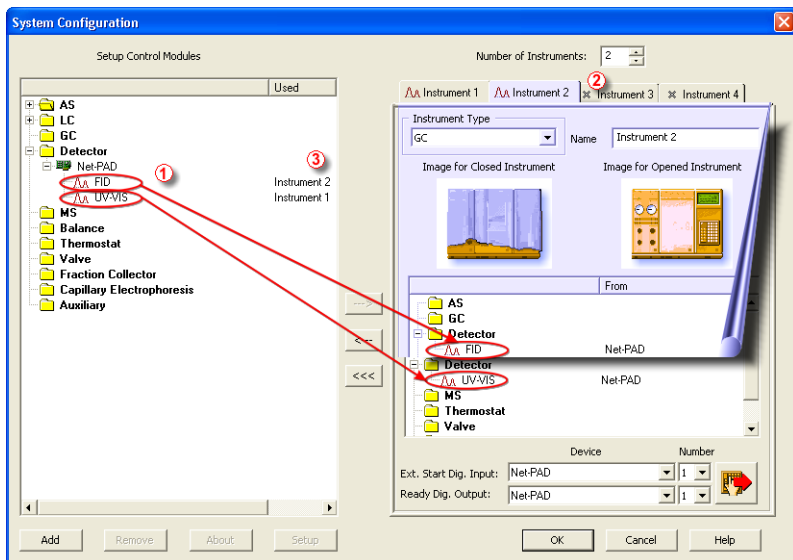 System Configuration
Setup Control Modules
Number of Instruments: 2
Used
AS
LC
GC
Detector
Net-PAD
1
3
FID Instrument 2
UV-VIS Instrument 1
MS
Balance
Thermostat
Valve
Fraction Collector
Capillary Electrophoresis
Auxiliary
--->
<---
<<<
2
Instrument 1 Instrument 2 Instrument 3 Instrument 4
Instrument Type
GC
Name Instrument 2
Image for Closed Instrument Image for Opened Instrument
From
AS
GC
Detector
FID Net-PAD
Detector
UV-VIS Net-PAD
MS
Thermostat
Valve
Device Number
Ext. Start Dig. Input: Net-PAD 1
Ready Dig. Output: Net-PAD 1
Add Remove About Setup OK Cancel Help